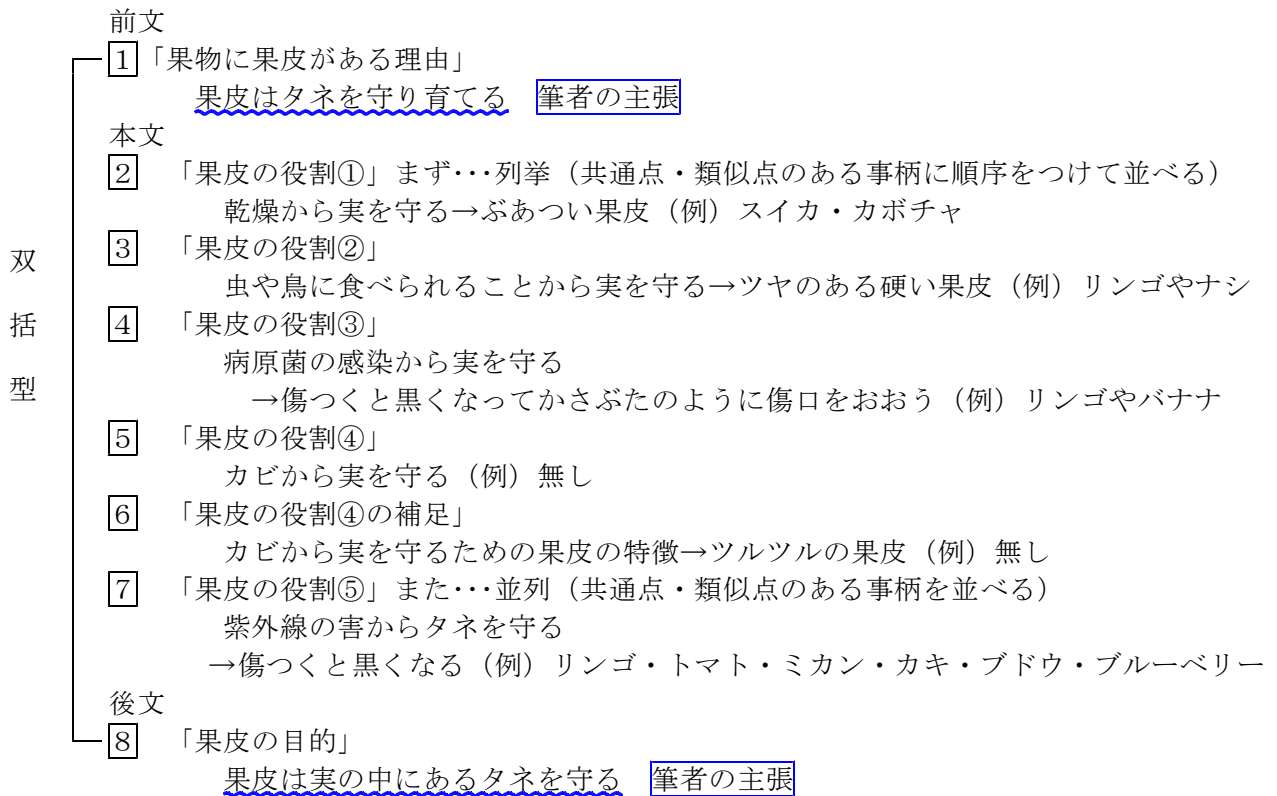 前文
1「果物に果皮がある理由」
果皮はタネを守り育てる 筆者の主張
本文
2 「果皮の役割①」まず･･･列挙（共通点・類似点のある事柄に順序をつけて並べる）
乾燥から実を守る→ぶあつい果皮（例）スイカ・カボチャ
3 「果皮の役割②」
虫や鳥に食べられることから実を守る→ツヤのある硬い果皮（例）リンゴやナシ
4 「果皮の役割③」
病原菌の感染から実を守る
→傷つくと黒くなってかさぶたのように傷口をおおう（例）リンゴやバナナ
5 「果皮の役割④」
カビから実を守る（例）無し
6 「果皮の役割④の補足」
カビから実を守るための果皮の特徴→ツルツルの果皮（例）無し
7 「果皮の役割⑤」また･･･並列（共通点・類似点のある事柄を並べる）
紫外線の害からタネを守る
→傷つくと黒くなる（例）リンゴ・トマト・ミカン・カキ・ブドウ・ブルーベリー
後文
8 「果皮の目的」
果皮は実の中にあるタネを守る 筆者の主張
双括型